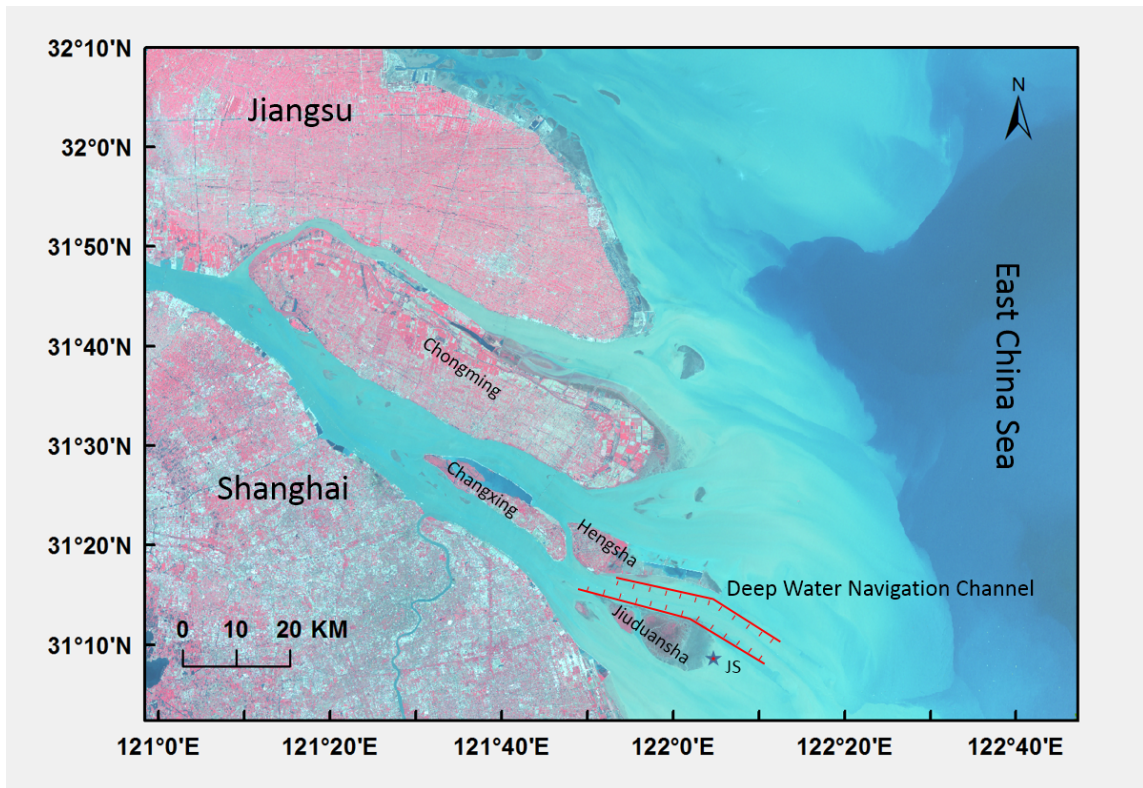 32°10'N
32°0'N
31°50'N
31°40'N
31°30'N
31°20'N
31°10'N
Jiangsu
N
East China Sea
Chongming
Shanghai
Changxing
Hengsha
Deep Water Navigation Channel
Jiuduansha
JS
0 10 20 KM
121°0'E 121°20'E 121°40'E 122°0'E 122°20'E 122°40'E